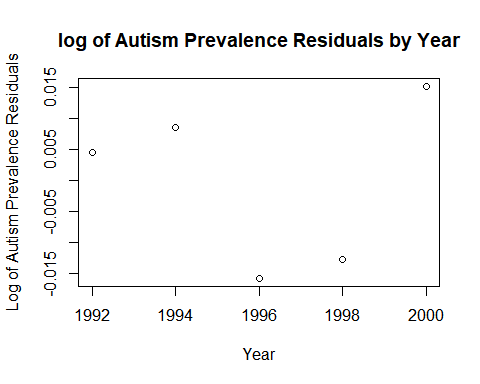 log of Autism Prevalence Residuals by Year
Log of Autism Prevalence Residuals
0.015
0.005
-0.005
-0.015
1992 1994 1996 1998 2000
Year